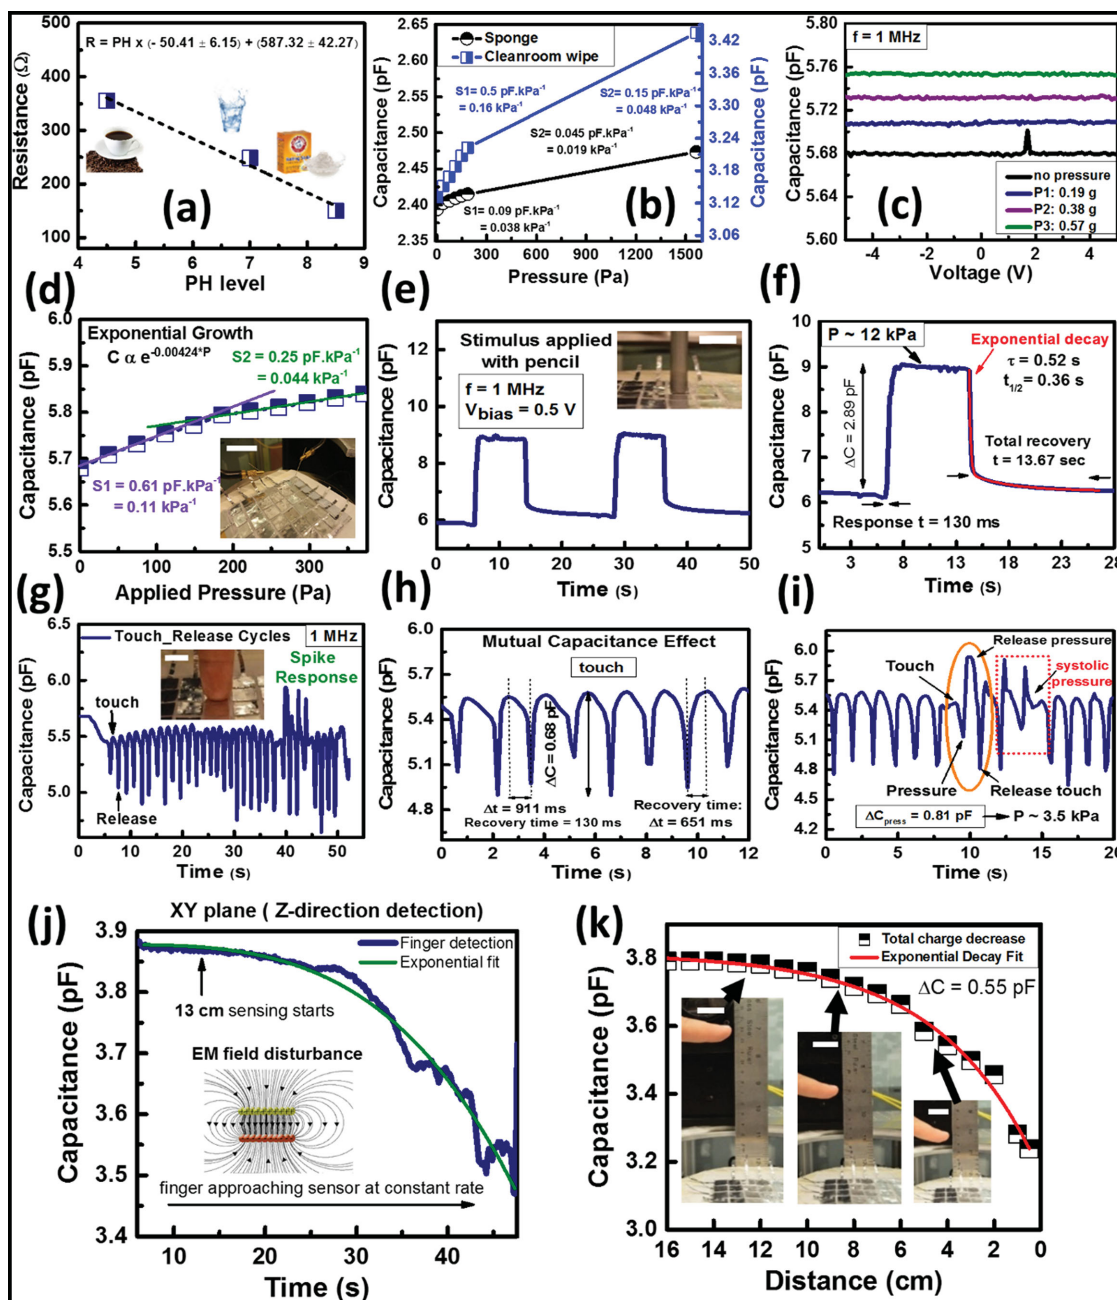 (a)
R = PH x (- 50.41 ± 6.15) + (587.32 ± 42.27)
Resistance (Ω)
500
400
300
200
100
4 5 6 7 8 9
PH level
(b)
Sponge
Cleanroom wipe
S1= 0.5 pF.kPa-1
= 0.16 kPa-1
S2= 0.15 pF.kPa-1
= 0.048 kPa-1
S2= 0.045 pF.kPa-1
= 0.019 kPa-1
S1= 0.09 pF.kPa-1
= 0.038 kPa-1
Capacitance (pF)
2.65
2.60
2.55
2.50
2.45
2.40
2.35
Capacitance (pF)
3.42
3.36
3.30
3.24
3.18
3.12
3.06
0 300 600 900 1200 1500
Pressure (Pa)
(c)
f = 1 MHz
Capacitance (pF)
5.80
5.76
5.72
5.68
5.64
5.60
no pressure
P1: 0.19 g
P2: 0.38 g
P3: 0.57 g
-4 -2 0 2 4
Voltage (V)
(d)
Exponential Growth
C α e-0.00424*P
S2 = 0.25 pF.kPa-1
= 0.044 kPa-1
S1 = 0.61 pF.kPa-1
= 0.11 kPa-1
Capacitance (pF)
6.0
5.9
5.8
5.7
5.6
5.5
0 50 100 150 200 250 300 350
Applied Pressure (Pa)
(e)
Stimulus applied
with pencil
f = 1 MHz
Vbias = 0.5 V
Capacitance (pF)
12
10
8
6
0 10 20 30 40 50
Time (s)
(f)
P ~ 12 kPa
Exponential decay
τ = 0.52 s
t1/2 = 0.36 s
ΔC = 2.89 pF
Total recovery
t = 13.67 sec
Response t = 130 ms
Capacitance (pF)
10
9
8
6
5
3 8 13 18 23 28
Time (s)
(g)
Touch_Release Cycles
1 MHz
Spike
Response
touch
Release
Capacitance (pF)
6.5
6.0
5.5
5.0
0 5 10 15 20 25 30 35 40 45 50
Time (s)
(h)
Mutual Capacitance Effect
touch
ΔC = 0.68 pF
Δt = 911 ms
Recovery time = 130 ms
Recovery time:
Δt = 651 ms
Capacitance (pF)
6.0
5.6
5.2
4.8
4.4
0 2 4 6 8 10 12
Time (s)
(i)
Release pressure
Touch
systolic
pressure
Pressure
Release touch
ΔCpress = 0.81 pF
P ~ 3.5 kPa
Capacitance (pF)
6.0
5.7
5.4
5.1
4.8
4.5
4.2
0 5 10 15 20
Time (s)
(j)
XY plane ( Z-direction detection)
Finger detection
Exponential fit
13 cm sensing starts
EM field disturbance
finger approaching sensor at constant rate
Capacitance (pF)
3.9
3.8
3.7
3.6
3.5
3.4
10 20 30 40
Time (s)
(k)
Total charge decrease
Exponential Decay Fit
ΔC = 0.55 pF
Capacitance (pF)
3.8
3.6
3.4
3.2
3.0
16 14 12 10 8 6 4 2 0
Distance (cm)